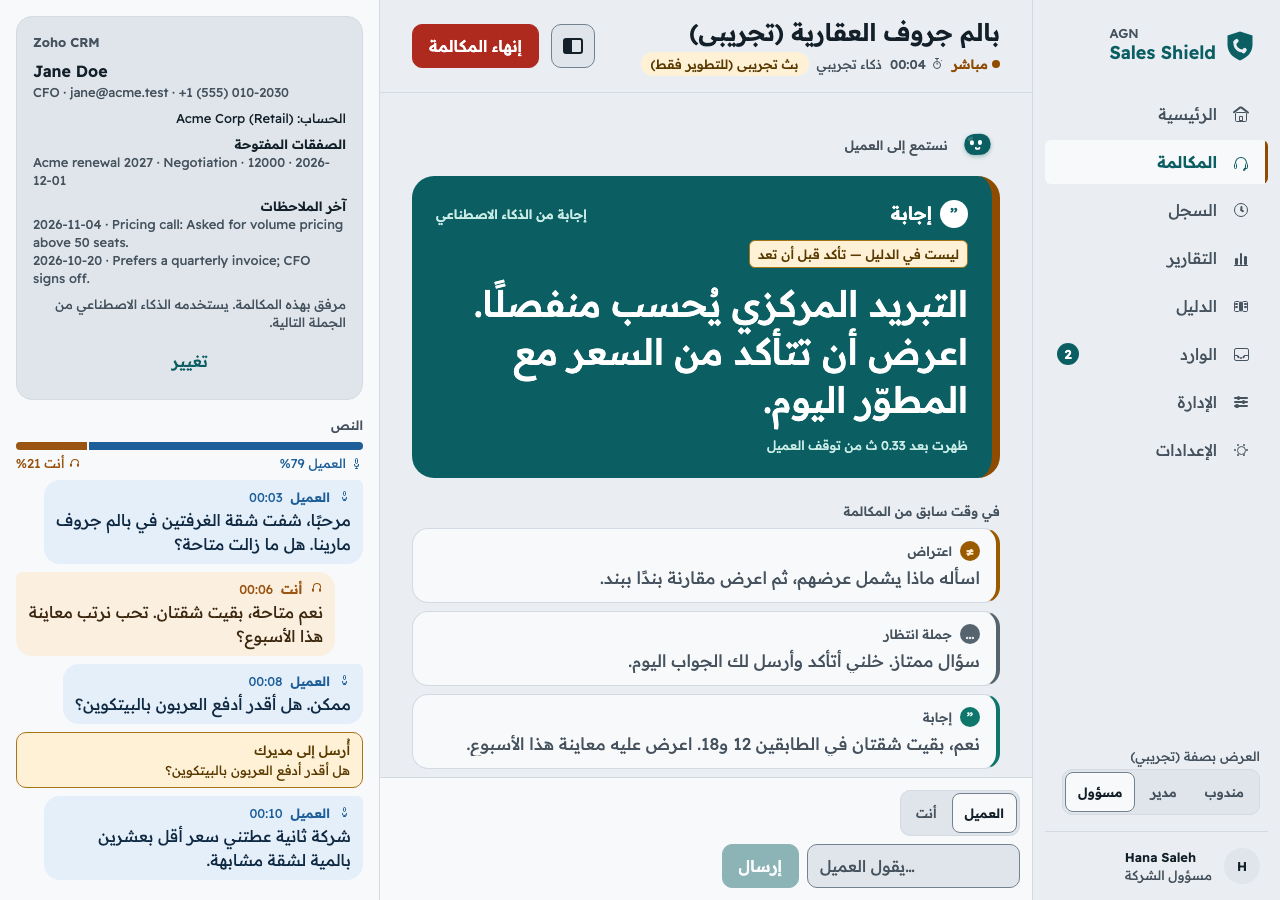 AGN
Sales Shield
الرئيسية
المكالمة
السجل
التقارير
الدليل
الوارد
2
الإدارة
الإعدادات
العرض بصفة (تجريبي)
مندوب
مدير
مسؤول
H
Hana Saleh
مسؤول الشركة
بالم جروف العقارية (تجريبي)
مباشر
00:04
ذكاء تجريبي
بث تجريبي (للتطوير فقط)
إنهاء المكالمة
نستمع إلى العميل
إجابة
إجابة من الذكاء الاصطناعي
ليست في الدليل — تأكد قبل أن تعد
التبريد المركزي يُحسب منفصلًا.
اعرض أن تتأكد من السعر مع
المطوّر اليوم.
ظهرت بعد 0.33 ث من توقف العميل
في وقت سابق من المكالمة
اعتراض
اسأله ماذا يشمل عرضهم، ثم اعرض مقارنة بندًا ببند.
جملة انتظار
سؤال ممتاز. خلني أتأكد وأرسل لك الجواب اليوم.
إجابة
نعم، بقيت شقتان في الطابقين 12 و18. اعرض عليه معاينة هذا الأسبوع.
العميل
أنت
يقول العميل…
إرسال
Zoho CRM
Jane Doe
CFO · jane@acme.test · +1 (555) 010-2030
الحساب: Acme Corp (Retail)
الصفقات المفتوحة
Acme renewal 2027 · Negotiation · 12000 · 2026-
12-01
آخر الملاحظات
2026-11-04 · Pricing call: Asked for volume pricing
above 50 seats.
2026-10-20 · Prefers a quarterly invoice; CFO
signs off.
مرفق بهذه المكالمة. يستخدمه الذكاء الاصطناعي من
الجملة التالية.
تغيير
النص
العميل 79%
أنت 21%
العميل 00:03
مرحبًا، شفت شقة الغرفتين في بالم جروف
مارينا. هل ما زالت متاحة؟
أنت 00:06
نعم متاحة، بقيت شقتان. تحب نرتب معاينة
هذا الأسبوع؟
العميل 00:08
ممكن. هل أقدر أدفع العربون بالبيتكوين؟
أُرسل إلى مديرك
هل أقدر أدفع العربون بالبيتكوين؟
العميل 00:10
شركة ثانية عطتني سعر أقل بعشرين
بالمية لشقة مشابهة.